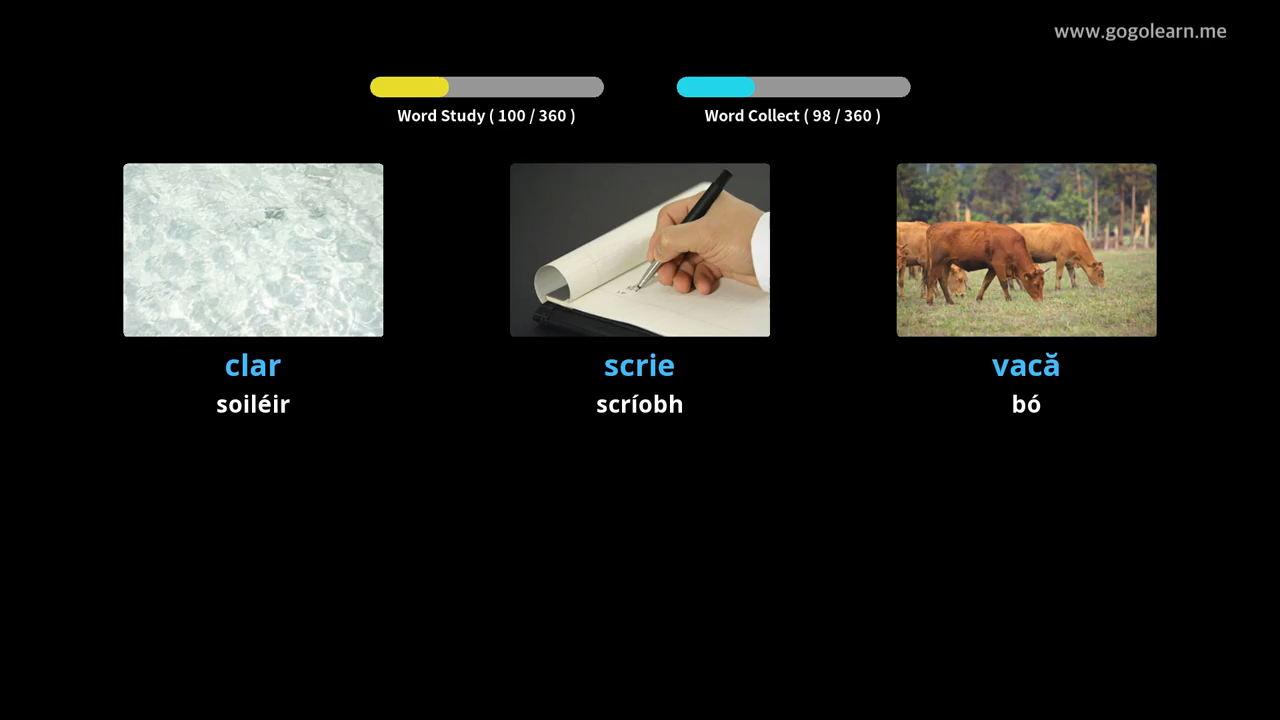 www.gogolearn.me
Word Study ( 100 / 360 )
Word Collect ( 98 / 360 )
clar
soiléir
scrie
scríobh
vacă
bó